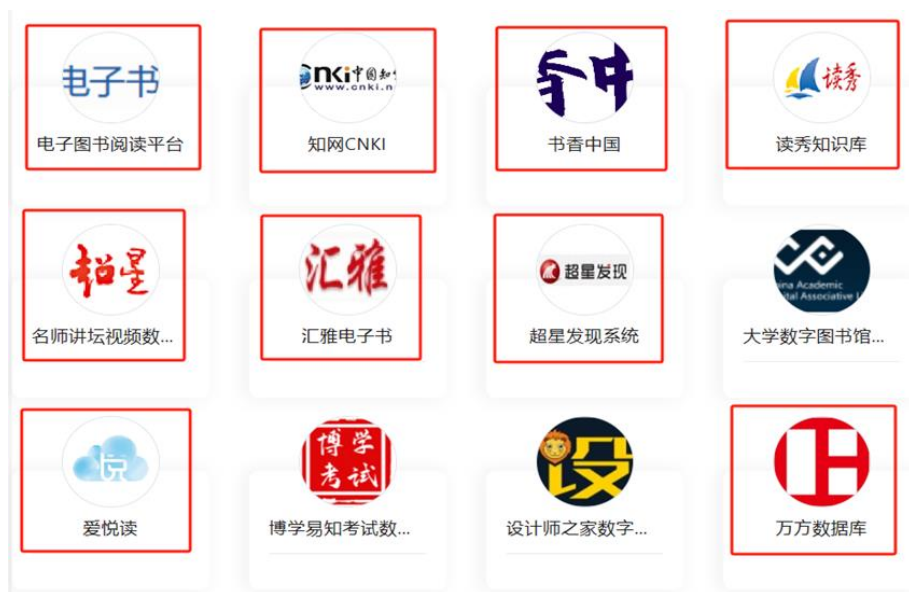 电子书
电子图书阅读平台
CNKI中国知
www.cnki.n
知网CNKI
书香中国
读秀
读秀知识库
超星
名师讲坛视频数...
汇雅
汇雅电子书
超星发现
超星发现系统
ina Academic
ital Associative L
大学数字图书馆...
悦
爱悦读
博学
考试
博学易知考试数...
设
设计师之家数字...
万方数据库